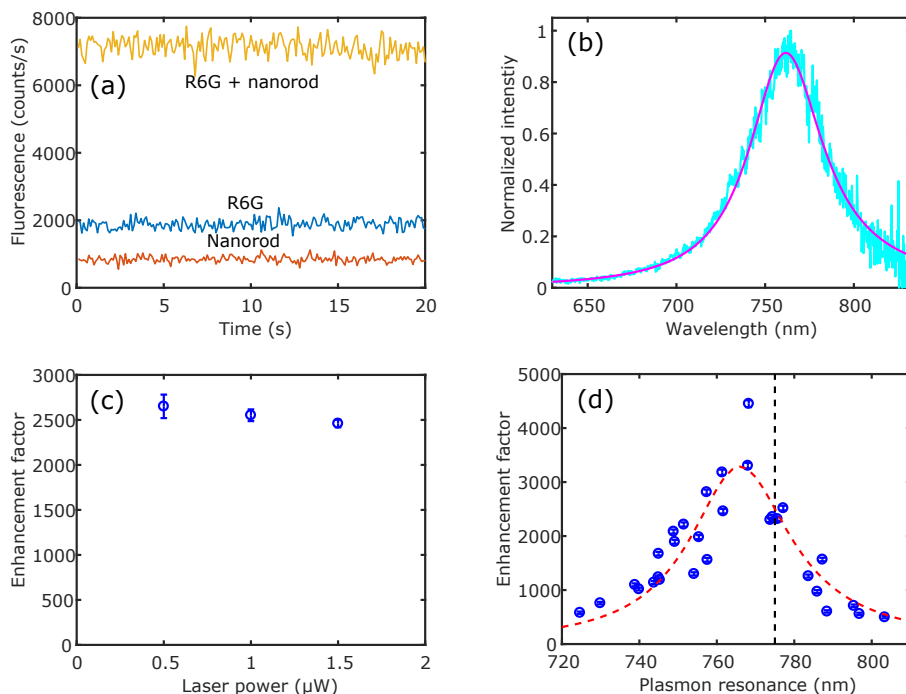 (a)
R6G + nanorod
R6G
Nanorod
Fluorescence (counts/s)
8000
6000
4000
2000
0
0 5 10 15 20
Time (s)
(b)
Normalized intenstiy
1
0.8
0.6
0.4
0.2
0
650 700 750 800
Wavelength (nm)
(c)
Enhancement factor
3000
2500
2000
1500
1000
500
0
0 0.5 1 1.5 2
Laser power (µW)
(d)
Enhancement factor
5000
4000
3000
2000
1000
0
720 740 760 780 800
Plasmon resonance (nm)